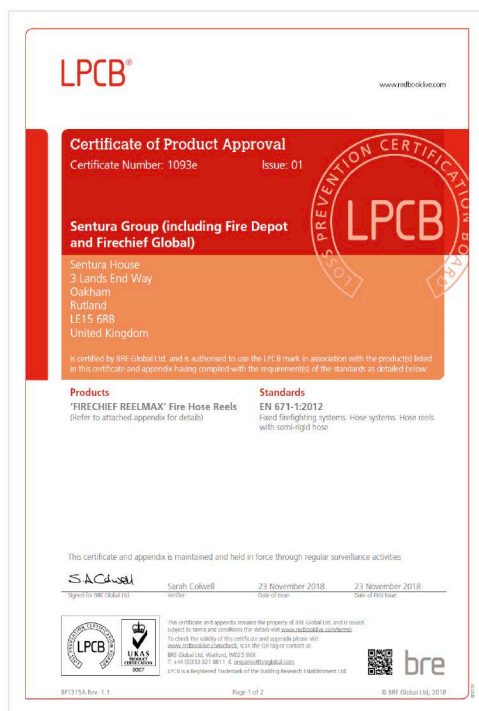 LPCB®
www.redbooklive.com
Certificate of Product Approval
Certificate Number: 1093e Issue: 01
Sentura Group (including Fire Depot
and Firechief Global)
Sentura House
3 Lands End Way
Oakham
Rutland
LE15 6RB
United Kingdom
LOSS PREVENTION CERTIFICATION BOARD
LPCB
is certified by BRE Global Ltd. and is authorised to use the LPCB mark in association with the product(s) listed
in this certificate and appendix having complied with the requirement(s) of the standards as detailed below:
Products
'FIRECHIEF REELMAX' Fire Hose Reels
(Refer to attached appendix for details)
Standards
EN 671-1:2012
Fixed firefighting systems. Hose systems. Hose reels
with semi-rigid hose
This certificate and appendix is maintained and held in force through regular surveillance activities
S.A Colwell
Sarah Colwell 23 November 2018 23 November 2018
Signed for BRE Global Ltd. Verifier Date of Issue Date of First Issue
LPCB
UKAS
PRODUCT
CERTIFICATION
0007
This certificate and appendix remains the property of BRE Global Ltd. and is issued
subject to terms and conditions (for details visit www.redbooklive.com/terms).
To check the validity of this certificate and appendix please visit
www.redbooklive.com/check, scan the QR tag or contact us.
BRE Global Ltd, Watford, WD25 9XX
T: +44 (0)333 321 8811 E: enquiries@breglobal.com
LPCB is a Registered Trademark of the Building Research Establishment Ltd.
bre
BF1315A Rev. 1.1 Page 1 of 2 © BRE Global Ltd, 2018